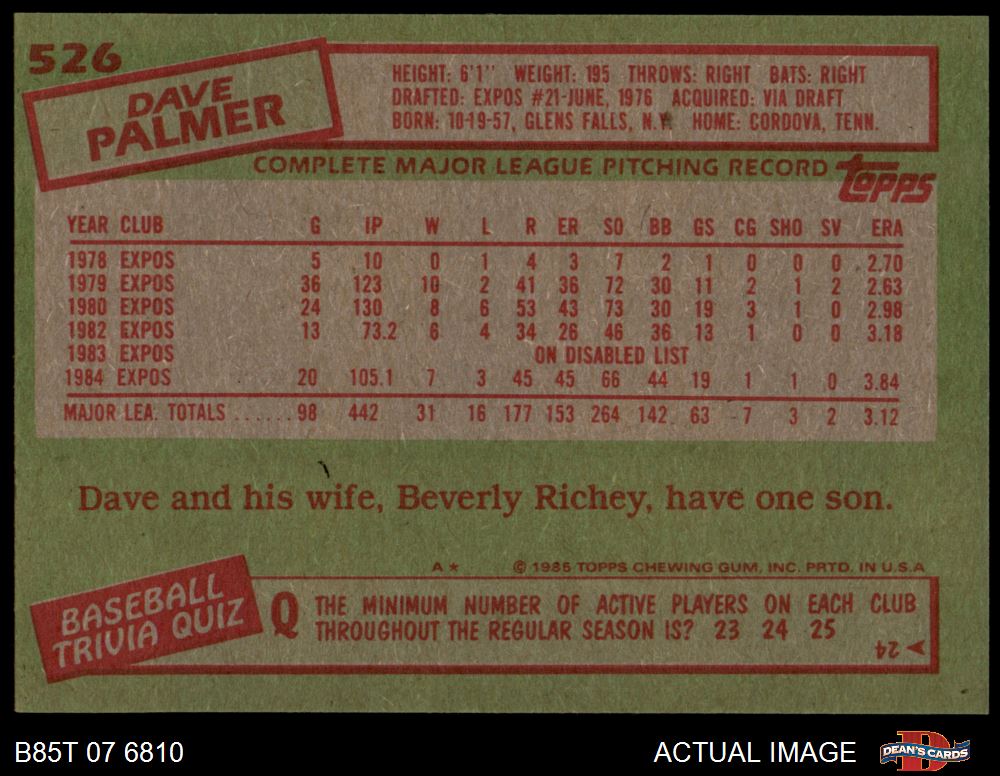 526
DAVE
PALMER
HEIGHT: 6'1" WEIGHT: 195 THROWS: RIGHT BATS: RIGHT
DRAFTED: EXPOS #21-JUNE, 1976 ACQUIRED: VIA DRAFT
BORN: 10-19-57, GLENS FALLS, N.Y. HOME: CORDOVA, TENN.
COMPLETE MAJOR LEAGUE PITCHING RECORD topps
YEAR CLUB G IP W L R ER SO BB GS CG SHO SV ERA
1978 EXPOS 5 10 0 1 4 3 7 2 1 0 0 0 2.70
1979 EXPOS 36 123 10 2 41 36 72 30 11 2 1 2 2.63
1980 EXPOS 24 130 8 6 53 43 73 30 19 3 1 0 2.98
1982 EXPOS 13 73.2 6 4 34 26 46 36 13 1 0 0 3.18
1983 EXPOS ON DISABLED LIST
1984 EXPOS 20 105.1 7 3 45 45 66 44 19 1 1 0 3.84
MAJOR LEA. TOTALS ...... 98 442 31 16 177 153 264 142 63 7 3 2 3.12
Dave and his wife, Beverly Richey, have one son.
A* © 1985 TOPPS CHEWING GUM, INC. PRTD. IN U.S.A
BASEBALL
TRIVIA QUIZ
Q THE MINIMUM NUMBER OF ACTIVE PLAYERS ON EACH CLUB
THROUGHOUT THE REGULAR SEASON IS? 23 24 25
24
B85T 07 6810 ACTUAL IMAGE DEAN'S CARDS